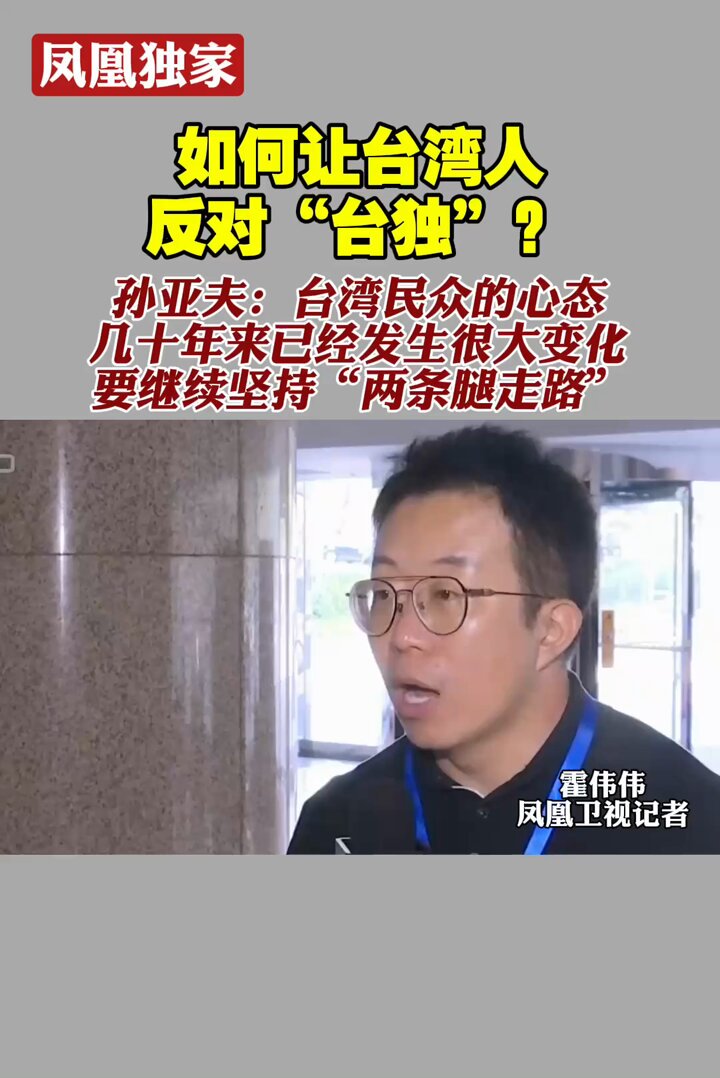 凤凰独家
如何让台湾人
反对“台独”？
孙亚夫：台湾民众的心态
几十年来已经发生很大变化
要继续坚持“两条腿走路”
霍伟伟
凤凰卫视记者